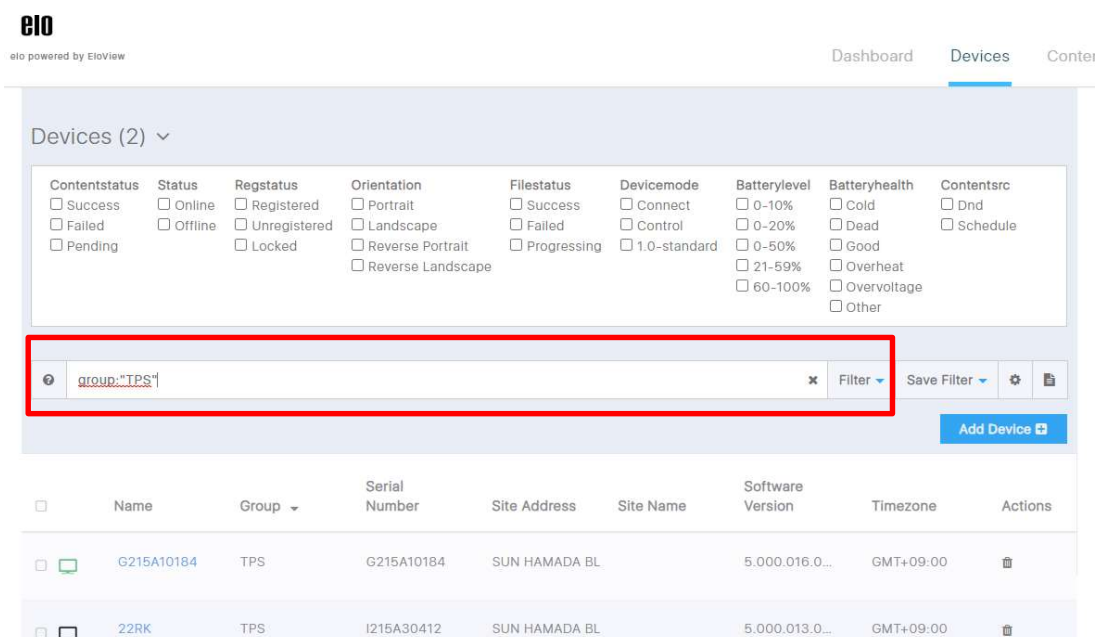 elo
elo powered by EloView
Dashboard Devices Conter
Devices (2)
Contentstatus Status Regstatus Orientation Filestatus Devicemode Batterylevel Batteryhealth Contentsrc
Success Online Registered Portrait Success Connect 0-10% Cold Dnd
Failed Offline Unregistered Landscape Failed Control 0-20% Dead Schedule
Pending Locked Reverse Portrait Progressing 1.0-standard 0-50% Good
Reverse Landscape 21-59% Overheat
60-100% Overvoltage
Other
group:"TPS" Filter Save Filter
Add Device
Serial Software
Name Group Number Site Address Site Name Version Timezone Actions
G215A10184 TPS G215A10184 SUN HAMADA BL 5.000.016.0... GMT+09:00
22RK TPS I215A30412 SUN HAMADA BL 5.000.013.0... GMT+09:00